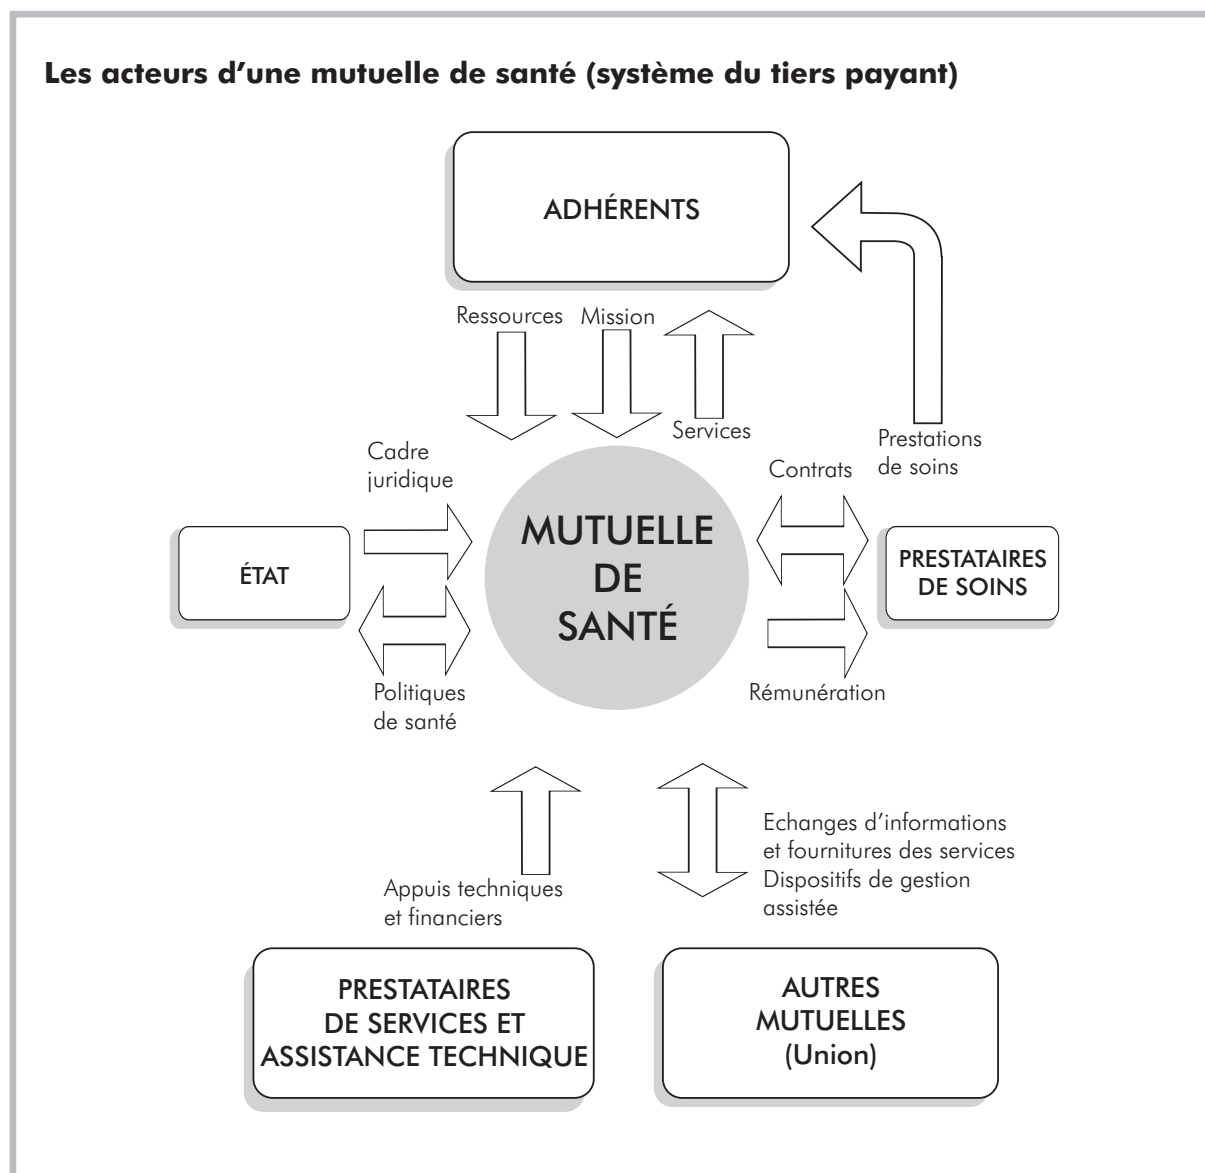 Les acteurs d’une mutuelle de santé (système du tiers payant)
ADHÉRENTS
Ressources
Mission
Services
Prestations
de soins
Cadre
juridique
Contrats
ÉTAT
MUTUELLE
DE
SANTÉ
PRESTATAIRES
DE SOINS
Politiques
de santé
Rémunération
Appuis techniques
et financiers
Echanges d’informations
et fournitures des services
Dispositifs de gestion
assistée
PRESTATAIRES
DE SERVICES ET
ASSISTANCE TECHNIQUE
AUTRES
MUTUELLES
(Union)